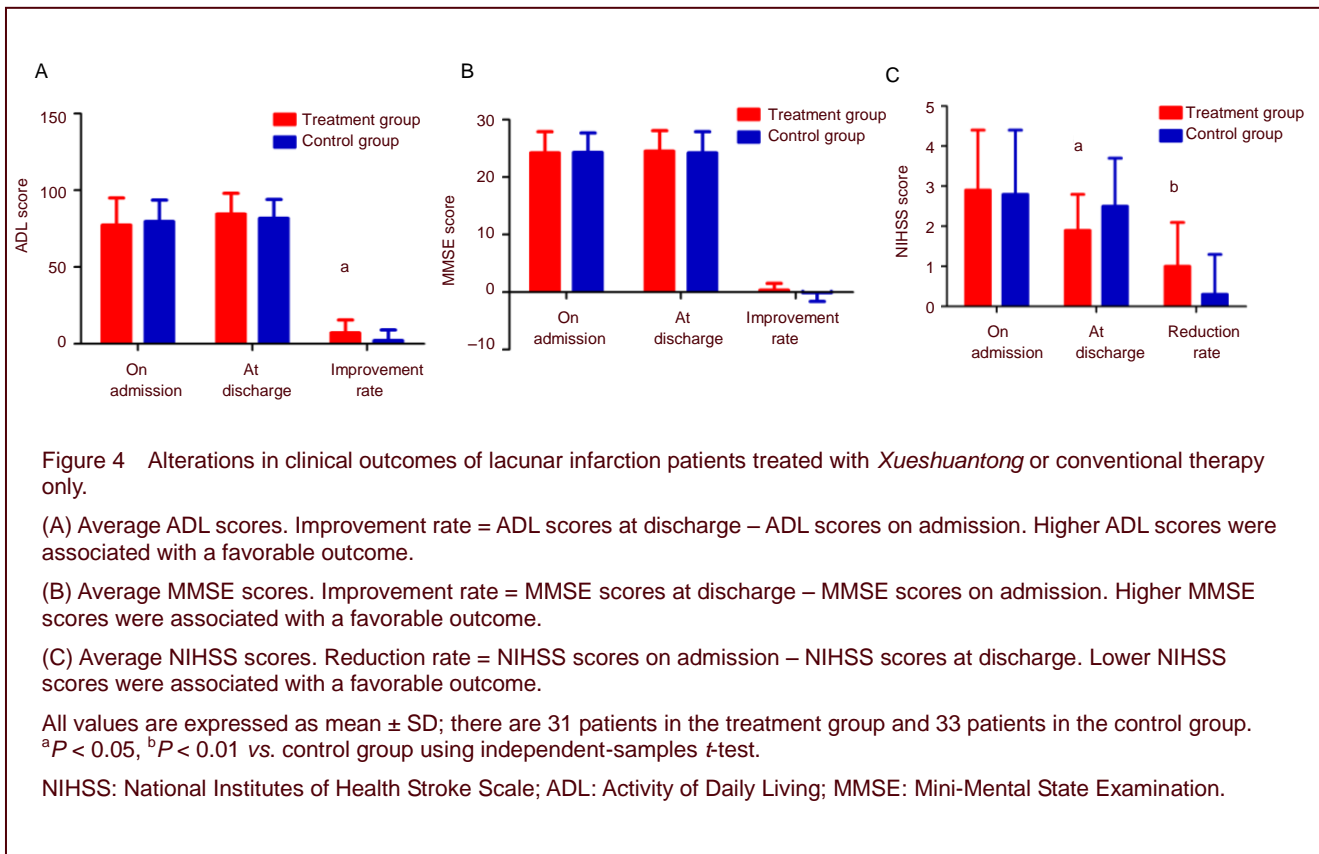 A
150
100
50
0
ADL score
Treatment group
Control group
a
On
admission
At
discharge
Improvement
rate
B
30
20
10
0
–10
MMSE score
Treatment group
Control group
On
admission
At
discharge
Improvement
rate
C
5
4
3
2
1
0
NIHSS score
Treatment group
Control group
a
b
On
admission
At
discharge
Reduction
rate
Figure 4 Alterations in clinical outcomes of lacunar infarction patients treated with Xueshuantong or conventional therapy
only.
(A) Average ADL scores. Improvement rate = ADL scores at discharge – ADL scores on admission. Higher ADL scores were
associated with a favorable outcome.
(B) Average MMSE scores. Improvement rate = MMSE scores at discharge – MMSE scores on admission. Higher MMSE
scores were associated with a favorable outcome.
(C) Average NIHSS scores. Reduction rate = NIHSS scores on admission – NIHSS scores at discharge. Lower NIHSS
scores were associated with a favorable outcome.
All values are expressed as mean ± SD; there are 31 patients in the treatment group and 33 patients in the control group.
aP < 0.05, bP < 0.01 vs. control group using independent-samples t-test.
NIHSS: National Institutes of Health Stroke Scale; ADL: Activity of Daily Living; MMSE: Mini-Mental State Examination.